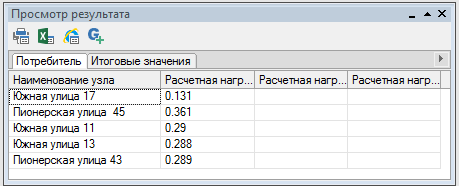 Просмотр результата
Потребитель Итоговые значения
Наименование узла Расчетная нагр... Расчетная нагр... Расчетная нагр...
Южная улица 17 0.131
Пионерская улица 45 0.361
Южная улица 11 0.29
Южная улица 13 0.288
Пионерская улица 43 0.289